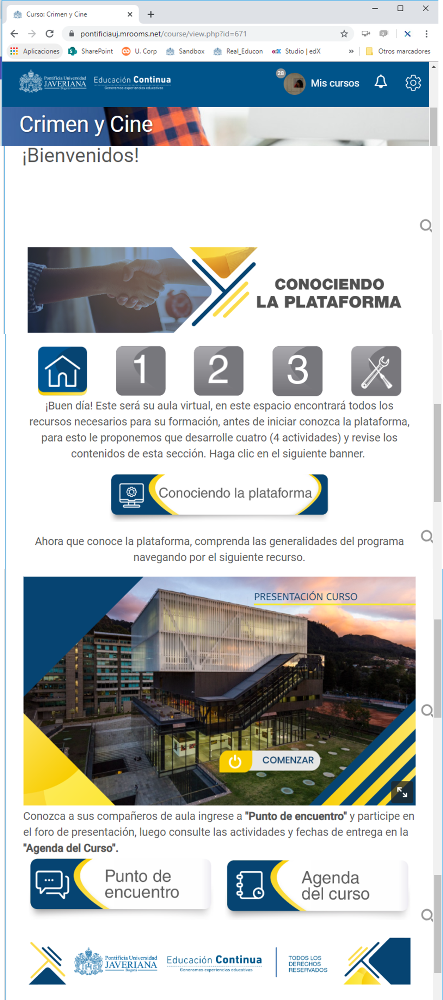 Curso: Crimen y Cine
pontificiauj.mrooms.net/course/view.php?id=671
Aplicaciones SharePoint U. Corp Sandbox Real_Educon edX Studio | edX » Otros marcadores
Pontificia Universidad
JAVERIANA
Bogotá
Educación Continua
Generamos experiencias educativas
28
Mis cursos
Crimen y Cine
¡Bienvenidos!
CONOCIENDO
LA PLATAFORMA
1 2 3
¡Buen día! Este será su aula virtual, en este espacio encontrará todos los
recursos necesarios para su formación, antes de iniciar conozca la plataforma,
para esto le proponemos que desarrolle cuatro (4 actividades) y revise los
contenidos de esta sección. Haga clic en el siguiente banner.
Conociendo la plataforma
Ahora que conoce la plataforma, comprenda las generalidades del programa
navegando por el siguiente recurso.
PRESENTACIÓN CURSO
COMENZAR
Conozca a sus compañeros de aula ingrese a "Punto de encuentro" y participe en
el foro de presentación, luego consulte las actividades y fechas de entrega en la
"Agenda del Curso".
Punto de
encuentro
Agenda
del curso
Pontificia Universidad
JAVERIANA
Bogotá
Educación Continua
Generamos experiencias educativas
TODOS LOS
DERECHOS
RESERVADOS